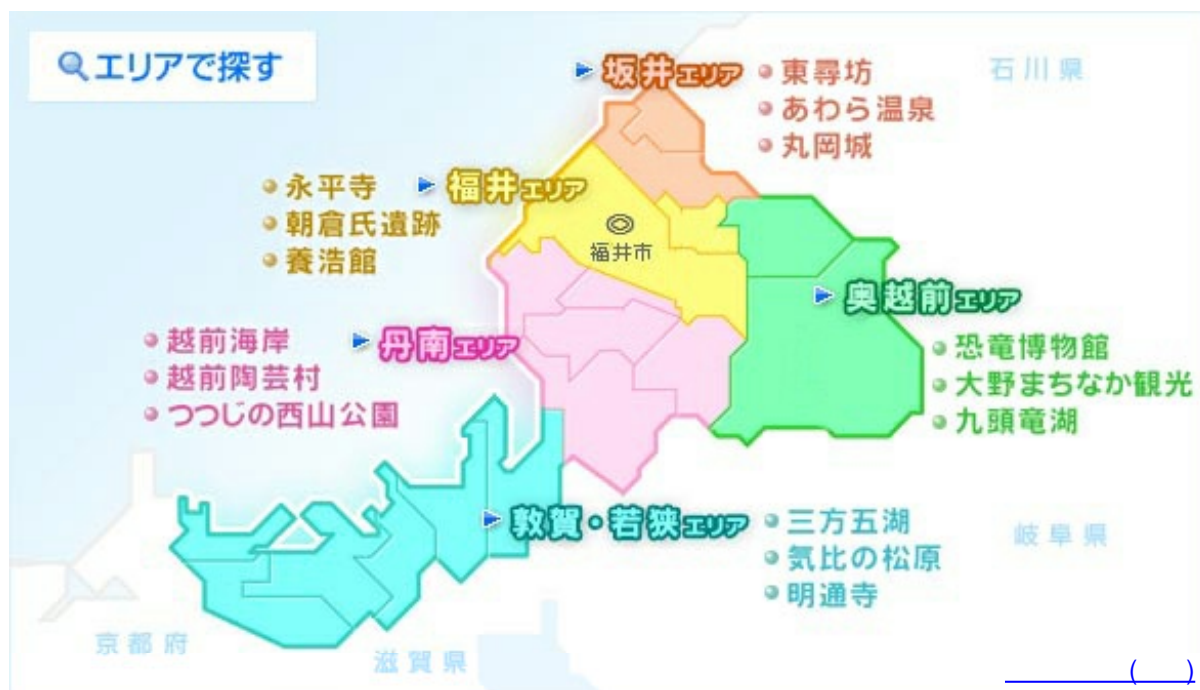 エリアで探す
坂井エリア
東尋坊
あわら温泉
丸岡城
石川県
福井エリア
永平寺
朝倉氏遺跡
養浩館
福井市
奥越前エリア
恐竜博物館
大野まちなか観光
九頭竜湖
丹南エリア
越前海岸
越前陶芸村
つつじの西山公園
敦賀・若狭エリア
三方五湖
気比の松原
明通寺
岐阜県
京都府
滋賀県
( )